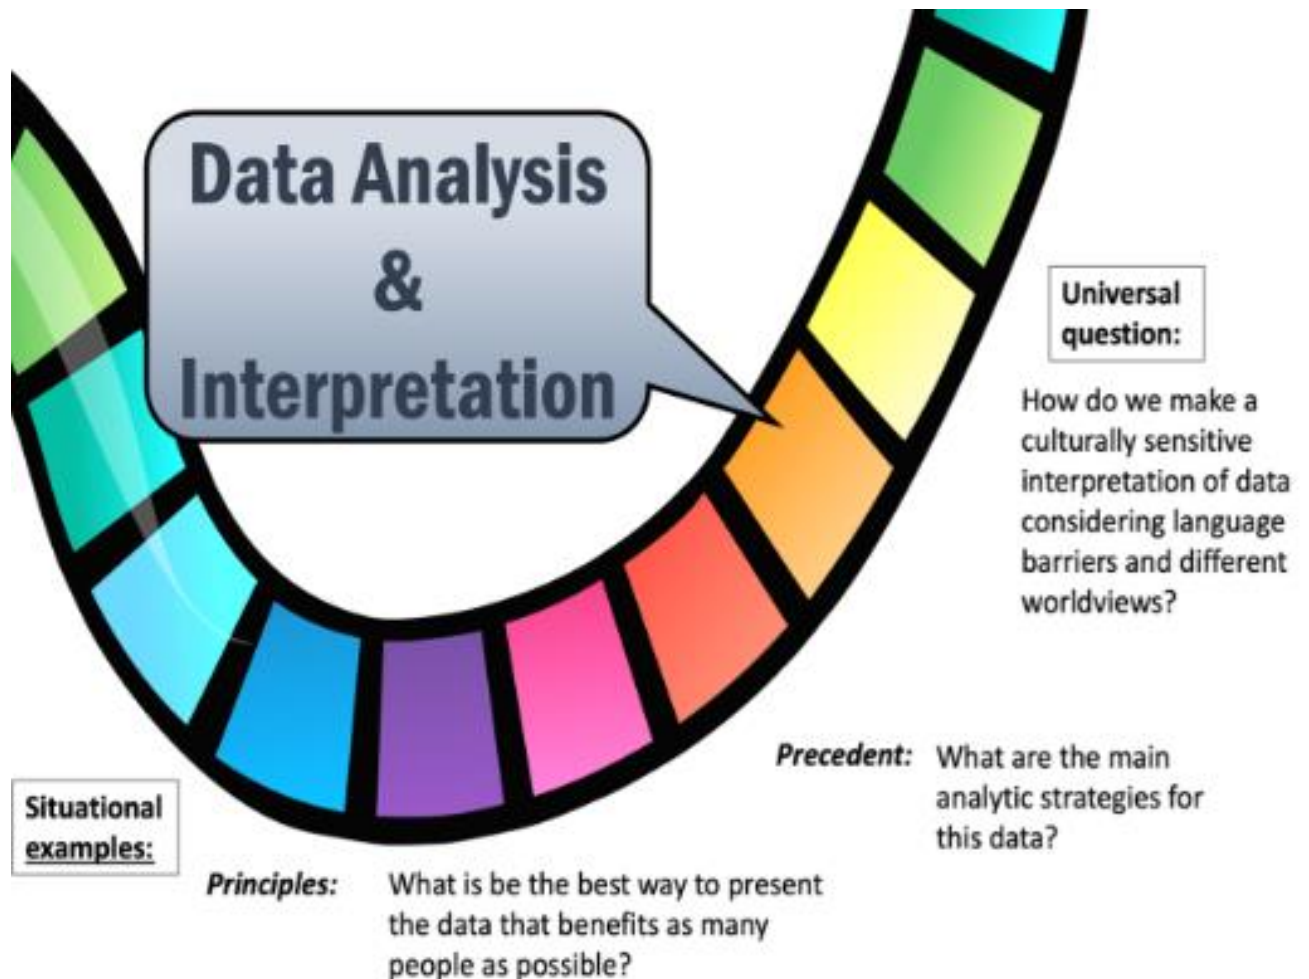 Data Analysis
&
Interpretation
Universal
question:
How do we make a
culturally sensitive
interpretation of data
considering language
barriers and different
worldviews?
Precedent: What are the main
analytic strategies for
this data?
Situational
examples:
Principles: What is be the best way to present
the data that benefits as many
people as possible?